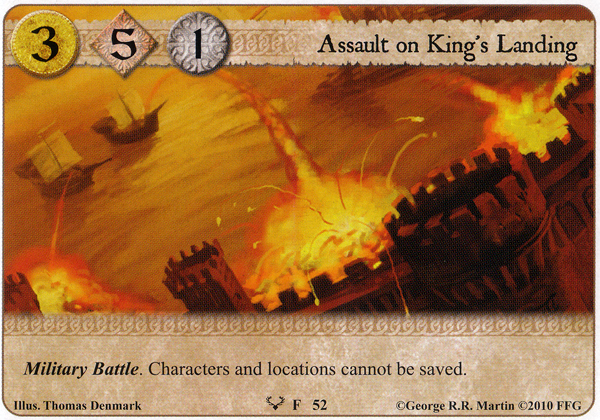 3 5 1 Assault on King's Landing
Military Battle. Characters and locations cannot be saved.
Illus. Thomas Denmark F 52 ©George R.R. Martin ©2010 FFG